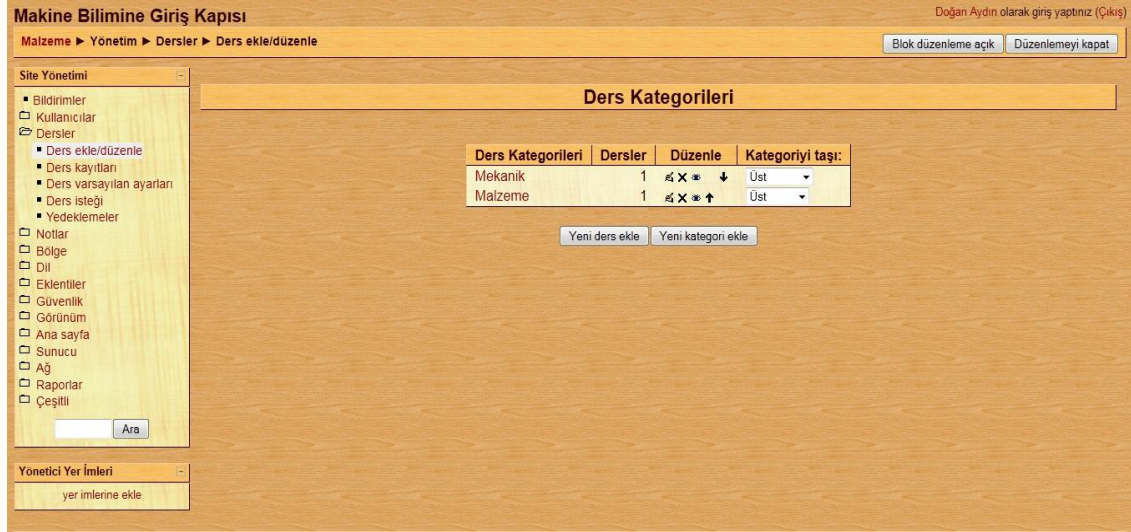 Makine Bilimine Giriş Kapısı
Doğan Aydın olarak giriş yaptınız (Çıkış)
Malzeme ► Yönetim ► Dersler ► Ders ekle/düzenle
Blok düzenleme açık
Düzenlemeyi kapat
Site Yönetimi
Bildirimler
Kullanıcılar
Dersler
Ders ekle/düzenle
Ders kayıtları
Ders varsayılan ayarları
Ders isteği
Yedeklemeler
Notlar
Bölge
Dil
Eklentiler
Güvenlik
Görünüm
Ana sayfa
Sunucu
Ağ
Raporlar
Çeşitli
Ara
Yönetici Yer İmleri
yer imlerine ekle
Ders Kategorileri
Ders Kategorileri Dersler Düzenle Kategoriyi taşı:
Mekanik 1 Üst
Malzeme 1 Üst
Yeni ders ekle Yeni kategori ekle